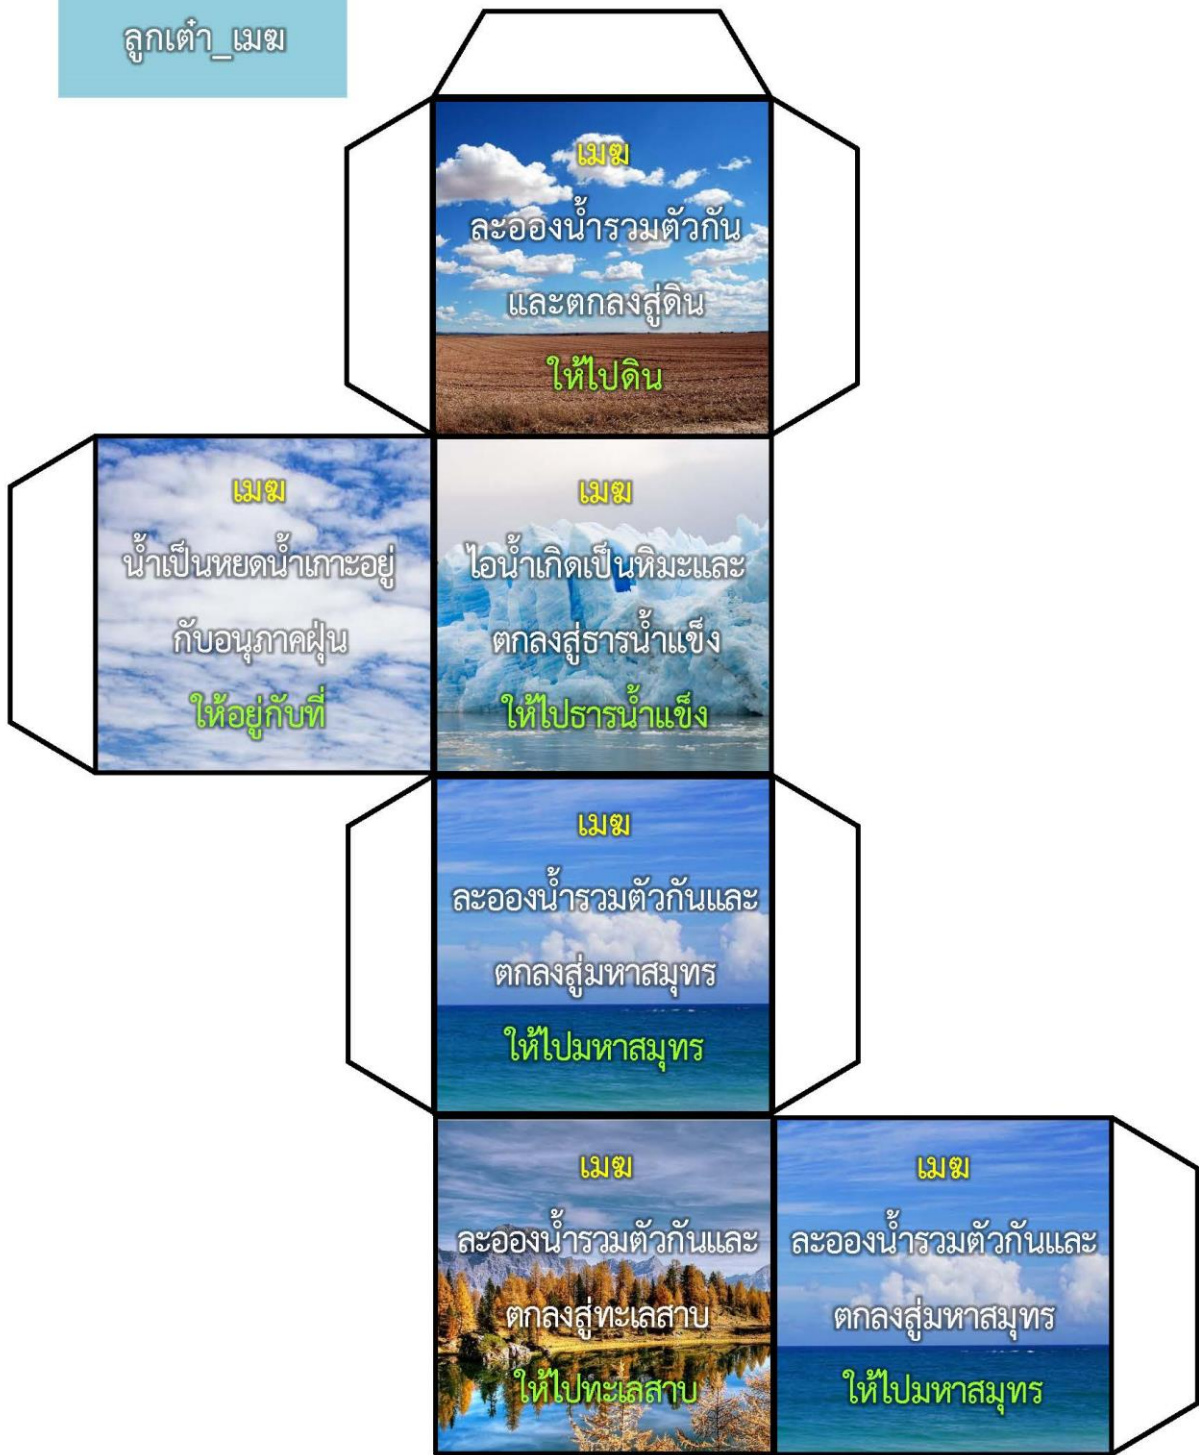 ลูกเต๋า_เมฆ
เมฆ
ละอองน้ำรวมตัวกัน
และตกลงสู่ดิน
ให้ไปดิน
เมฆ
น้ำเป็นหยดน้ำเกาะอยู่
กับอนุภาคฝุ่น
ให้อยู่กับที่
เมฆ
ไอน้ำเกิดเป็นหิมะและ
ตกลงสู่ธารน้ำแข็ง
ให้ไปธารน้ำแข็ง
เมฆ
ละอองน้ำรวมตัวกันและ
ตกลงสู่มหาสมุทร
ให้ไปมหาสมุทร
เมฆ
ละอองน้ำรวมตัวกันและ
ตกลงสู่ทะเลสาบ
ให้ไปทะเลสาบ
เมฆ
ละอองน้ำรวมตัวกันและ
ตกลงสู่มหาสมุทร
ให้ไปมหาสมุทร